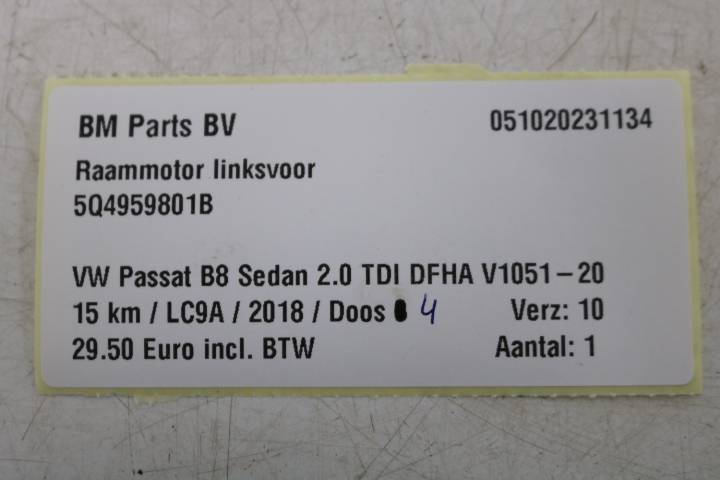 BM Parts BV 051020231134
Raammotor linksvoor
5Q4959801B
VW Passat B8 Sedan 2.0 TDI DFHA V1051-20
15 km / LC9A / 2018 / Doos 4 Verz: 10
29.50 Euro incl. BTW Aantal: 1